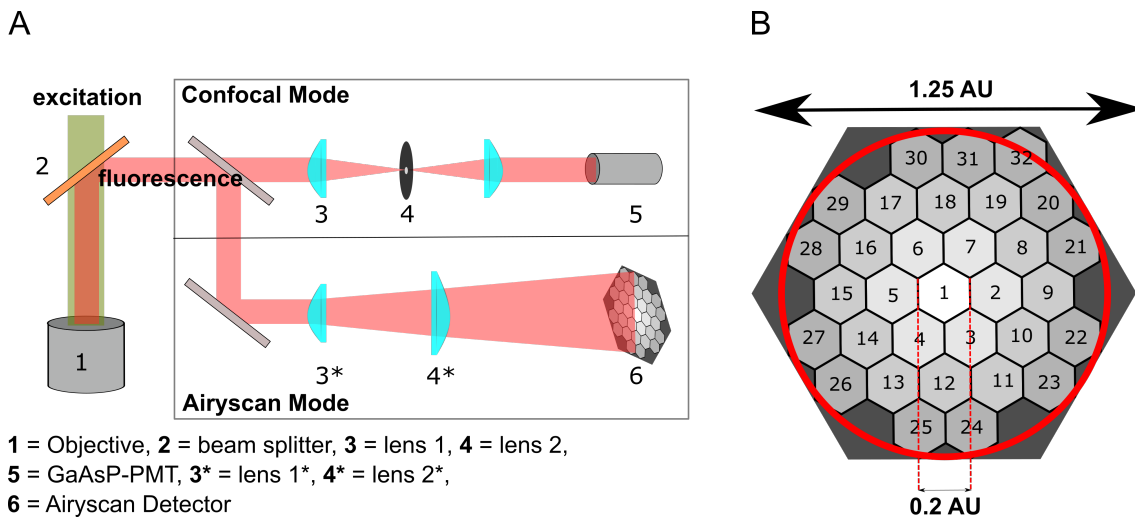 A
B
excitation
Confocal Mode
1.25 AU
2
fluorescence
3
4
5
30 31 32
29 17 18 19 20
28 16 6 7 8 21
15 5 1 2 9
27 14 4 3 10 22
26 13 12 11 23
25 24
1
3*
4*
6
Airyscan Mode
0.2 AU
1 = Objective, 2 = beam splitter, 3 = lens 1, 4 = lens 2,
5 = GaAsP-PMT, 3* = lens 1*, 4* = lens 2*,
6 = Airyscan Detector